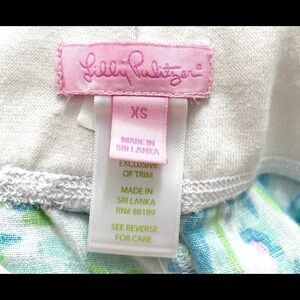 Lilly Pulitzer®
XS
MADE IN
SRI LANKA
EXCLUSIVE
OF TRIM
MADE IN
SRI LANKA
RN# 88189
SEE REVERSE
FOR CARE